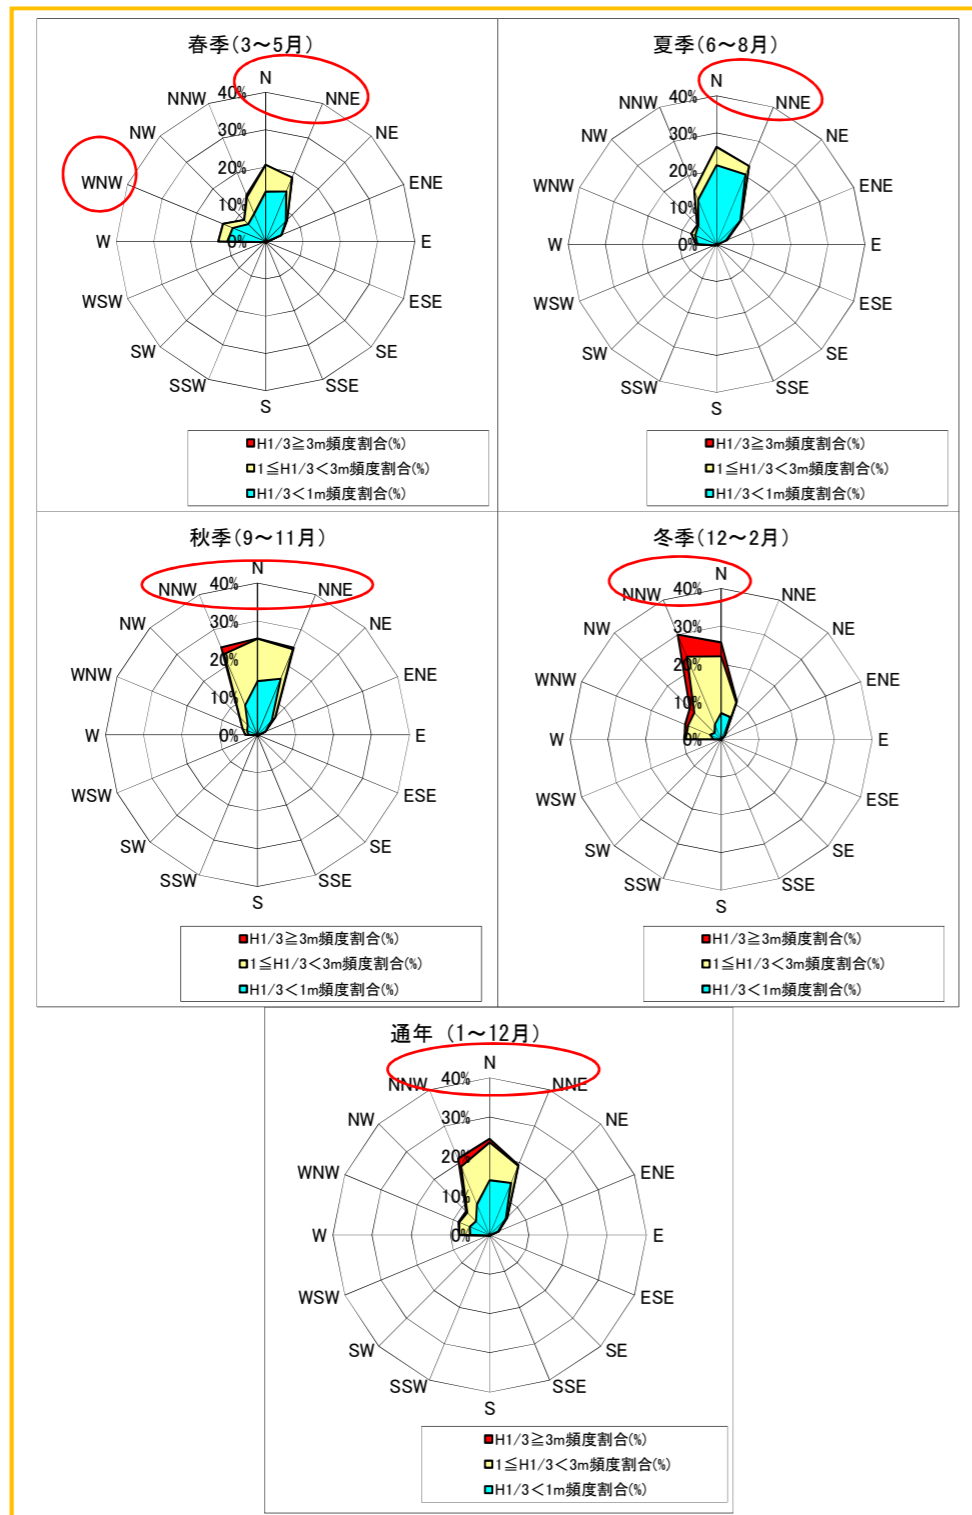 春季(3～5月)
N
NNE
NE
ENE
E
ESE
SE
SSE
S
SSW
SW
WSW
W
WNW
NW
NNW
40%
30%
20%
10%
0%
H1/3≧3m頻度割合(%)
1≦H1/3<3m頻度割合(%)
H1/3<1m頻度割合(%)
夏季(6～8月)
N
NNE
NE
ENE
E
ESE
SE
SSE
S
SSW
SW
WSW
W
WNW
NW
NNW
40%
30%
20%
10%
0%
H1/3≧3m頻度割合(%)
1≦H1/3<3m頻度割合(%)
H1/3<1m頻度割合(%)
秋季(9～11月)
N
NNE
NE
ENE
E
ESE
SE
SSE
S
SSW
SW
WSW
W
WNW
NW
NNW
40%
30%
20%
10%
0%
H1/3≧3m頻度割合(%)
1≦H1/3<3m頻度割合(%)
H1/3<1m頻度割合(%)
冬季(12～2月)
N
NNE
NE
ENE
E
ESE
SE
SSE
S
SSW
SW
WSW
W
WNW
NW
NNW
40%
30%
20%
10%
0%
H1/3≧3m頻度割合(%)
1≦H1/3<3m頻度割合(%)
H1/3<1m頻度割合(%)
通年 (1～12月)
N
NNE
NE
ENE
E
ESE
SE
SSE
S
SSW
SW
WSW
W
WNW
NW
NNW
40%
30%
20%
10%
0%
H1/3≧3m頻度割合(%)
1≦H1/3<3m頻度割合(%)
H1/3<1m頻度割合(%)